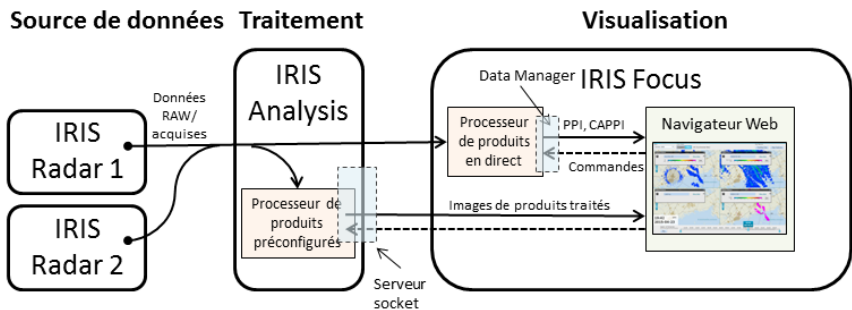 Source de données
Traitement
Visualisation
IRIS
Radar 1
IRIS
Radar 2
Données
RAW/
acquises
IRIS
Analysis
Processeur de
produits
préconfigurés
Serveur
socket
Data Manager
IRIS Focus
Processeur
de produits
en direct
PPI, CAPPI
Commandes
Images de produits traités
Navigateur Web